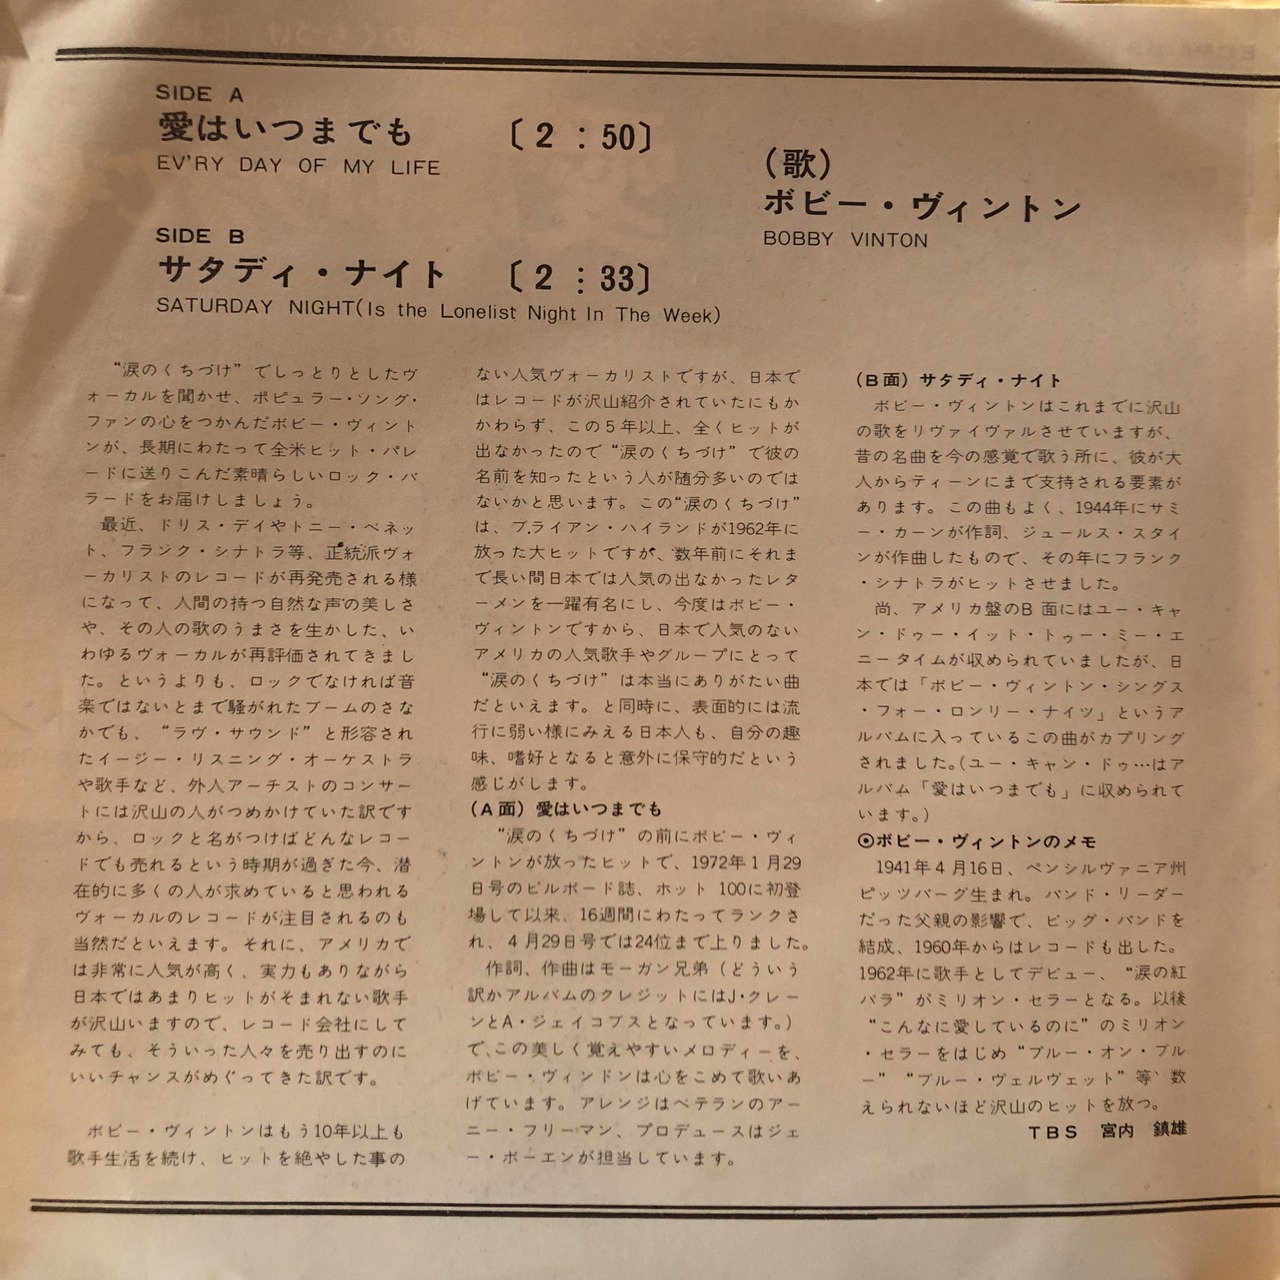 SIDE A
愛はいつまでも 〔2：50〕
EV'RY DAY OF MY LIFE
SIDE B
サタディ・ナイト 〔2：33〕
SATURDAY NIGHT(Is the Lonelist Night In The Week)
(歌)
ボビー・ヴィントン
BOBBY VINTON
“涙のくちづけ”でしっとりとしたヴ
ォーカルを聞かせ、ポピュラー・ソング・
ファンの心をつかんだボビー・ヴィント
ンが、長期にわたって全米ヒット・パレ
ードに送りこんだ素晴らしいロック・バ
ラードをお届けしましょう。
最近、ドリス・デイやトニー・ベネッ
ト、フランク・シナトラ等、正統派ヴォ
ーカリストのレコードが再発売される様
になって、人間の持つ自然な声の美しさ
や、その人の歌のうまさを生かした、い
わゆるヴォーカルが再評価されてきまし
た。というよりも、ロックでなければ音
楽ではないとまで騒がれたブームのさな
かでも、“ラヴ・サウンド”と形容され
たイージー・リスニング・オーケストラ
や歌手など、外人アーチストのコンサー
トには沢山の人がつめかけていた訳です
から、ロックと名がつけばどんなレコー
ドでも売れるという時期が過ぎた今、潜
在的に多くの人が求めていると思われる
ヴォーカルのレコードが注目されるのも
当然だといえます。それに、アメリカで
は非常に人気が高く、実力もありながら
日本ではあまりヒットがそまれない歌手
が沢山いますので、レコード会社にして
みても、そういった人々を売り出すのに
いいチャンスがめぐってきた訳です。
ボビー・ヴィントンはもう10年以上も
歌手生活を続け、ヒットを絶やした事の
ない人気ヴォーカリストですが、日本で
はレコードが沢山紹介されていたにもか
かわらず、この５年以上、全くヒットが
出なかったので“涙のくちづけ”で彼の
名前を知ったという人が随分多いのでは
ないかと思います。この“涙のくちづけ”
は、ブライアン・ハイランドが1962年に
放った大ヒットですが、数年前にそれま
で長い間日本では人気の出なかったレタ
ーメンを一躍有名にし、今度はボビー・
ヴィントンですから、日本で人気のない
アメリカの人気歌手やグループにとって
“涙のくちづけ”は本当にありがたい曲
だといえます。と同時に、表面的には流
行に弱い様にみえる日本人も、自分の趣
味、嗜好となると意外に保守的だという
感じがします。
(A面) 愛はいつまでも
“涙のくちづけ”の前にボビー・ヴィ
ントンが放ったヒットで、1972年１月29
日号のビルボード誌、ホット100に初登
場して以来、16週間にわたってランクさ
れ、４月29日号では24位まで上りました。
作詞、作曲はモーガン兄弟（どういう
訳かアルバムのクレジットにはJ・クレー
ンとA・ジェイコブスとなっています。）
で、この美しく覚えやすいメロディーを、
ボビー・ヴィンドンは心をこめて歌いあ
げています。アレンジはベテランのアー
ニー・フリーマン、プロデュースはジェ
ー・ボーエンが担当しています。
(B面) サタディ・ナイト
ボビー・ヴィントンはこれまでに沢山
の歌をリヴァイヴァルさせていますが、
昔の名曲を今の感覚で歌う所に、彼が大
人からティーンにまで支持される要素が
あります。この曲もよく、1944年にサミ
ー・カーンが作詞、ジュールス・スタイ
ンが作曲したもので、その年にフランク
・シナトラがヒットさせました。
尚、アメリカ盤のB面にはユー・キャ
ン・ドゥー・イット・トゥー・ミー・エ
ニータイムが収められていましたが、日
本では「ボビー・ヴィントン・シングス
・フォー・ロンリー・ナイツ」というア
ルバムに入っているこの曲がカプリング
されました。(ユー・キャン・ドゥ…はア
ルバム「愛はいつまでも」に収められて
います。)
⦿ボビー・ヴィントンのメモ
1941年４月16日、ペンシルヴァニア州
ピッツバーグ生まれ。バンド・リーダー
だった父親の影響で、ビッグ・バンドを
結成、1960年からはレコードも出した。
1962年に歌手としてデビュー、“涙の紅
バラ”がミリオン・セラーとなる。以後
“こんなに愛しているのに”のミリオン
・セラーをはじめ“ブルー・オン・ブル
ー”“ブルー・ヴェルヴェット”等、数
えられないほど沢山のヒットを放つ。
ＴＢＳ 宮内 鎮雄